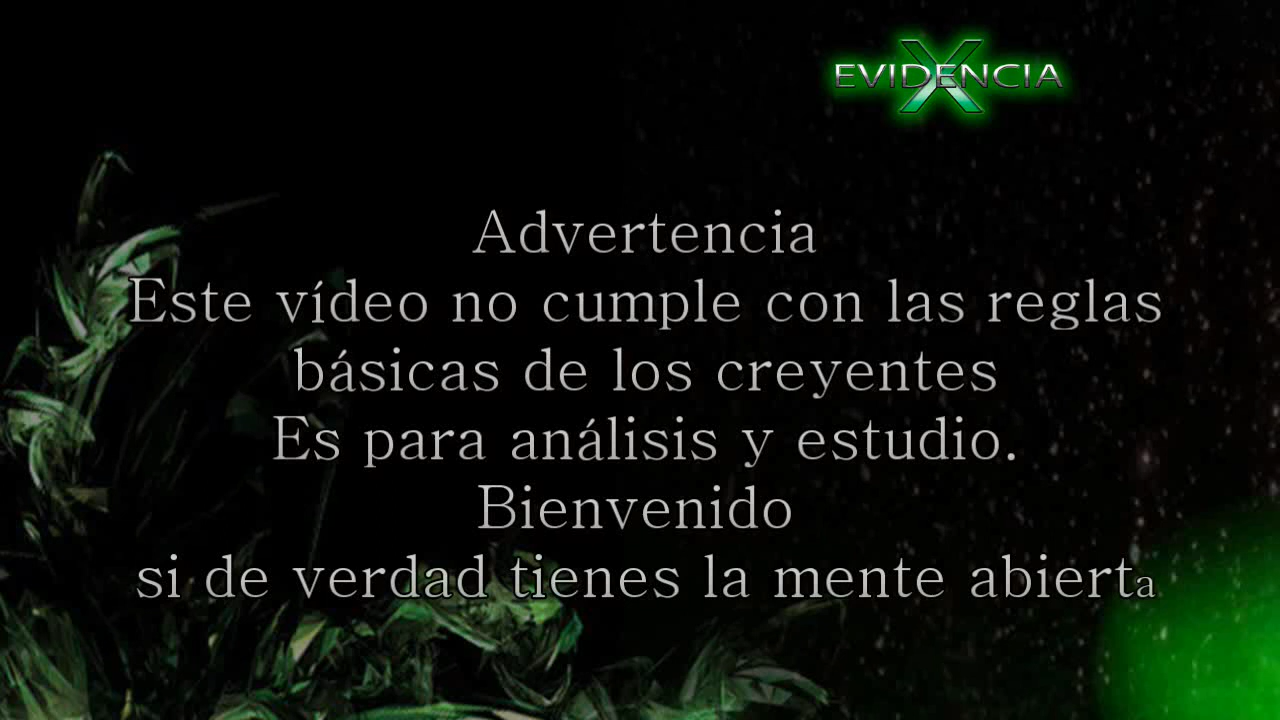 EVIDENCIA
X
Advertencia
Este vídeo no cumple con las reglas
básicas de los creyentes
Es para análisis y estudio.
Bienvenido
si de verdad tienes la mente abierta